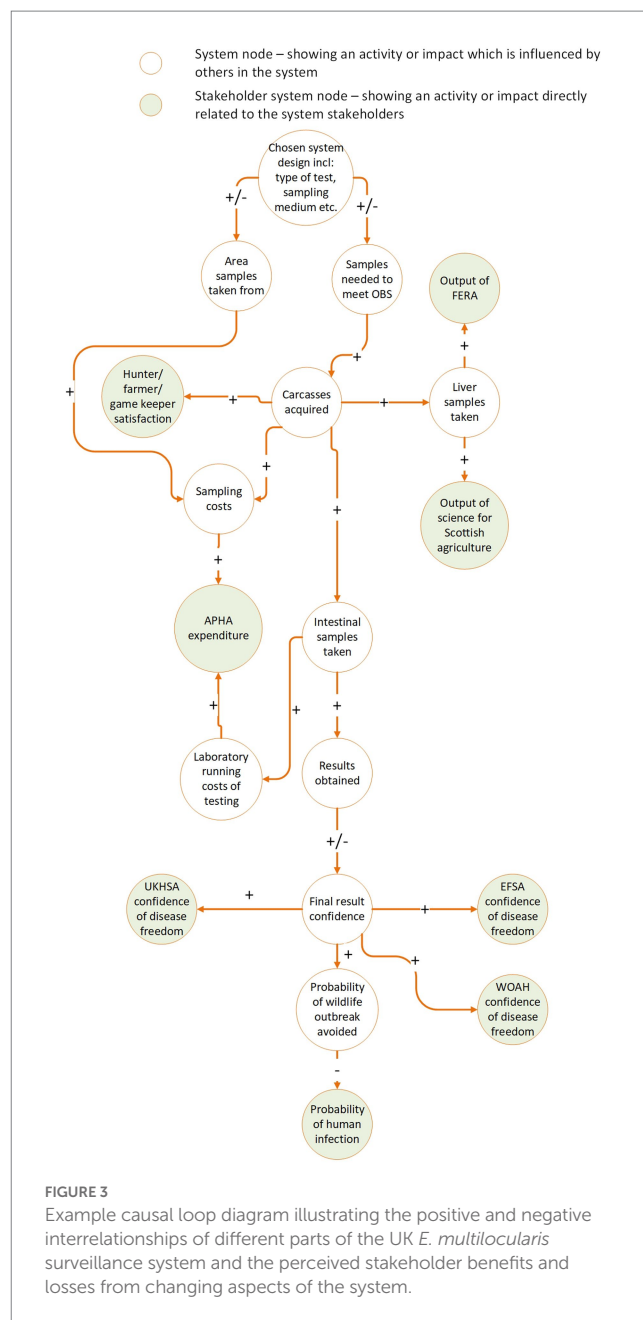 System node – showing an activity or impact which is influenced by
others in the system
Stakeholder system node – showing an activity or impact directly
related to the system stakeholders
Chosen system
design incl:
type of test,
sampling
medium etc.
+/-
+/-
Area
samples
taken from
Samples
needed to
meet OBS
Output of
FERA
+
+
+
Hunter/
farmer/
game keeper
satisfaction
+
Carcasses
acquired
+
Liver
samples
taken
+
+
Sampling
costs
Output of
science for
Scottish
agriculture
+
+
APHA
expenditure
Intestinal
samples
taken
+
+
+
Laboratory
running
costs of
testing
Results
obtained
+/-
UKHSA
confidence
of disease
freedom
+
Final result
confidence
+
EFSA
confidence
of disease
freedom
+
+
Probability
of wildlife
outbreak
avoided
WOAH
confidence
of disease
freedom
-
Probability
of human
infection
FIGURE 3
Example causal loop diagram illustrating the positive and negative
interrelationships of different parts of the UK E. multilocularis
surveillance system and the perceived stakeholder benefits and
losses from changing aspects of the system.